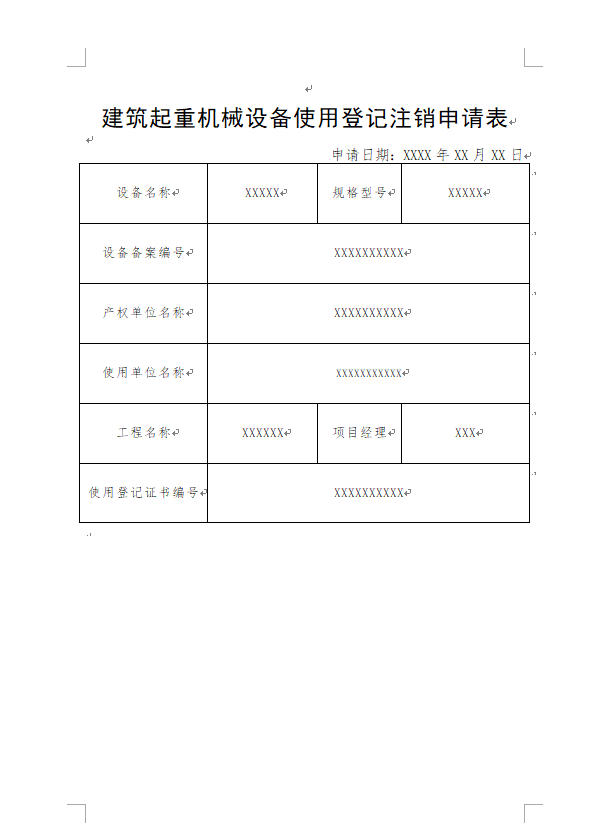 建筑起重机械设备使用登记注销申请表
申请日期：XXXX 年 XX 月 XX 日
设备名称 XXXXX 规格型号 XXXXX
设备备案编号 XXXXXXXXXX
产权单位名称 XXXXXXXXXX
使用单位名称 XXXXXXXXXXX
工程名称 XXXXXX 项目经理 XXX
使用登记证书编号 XXXXXXXXXX